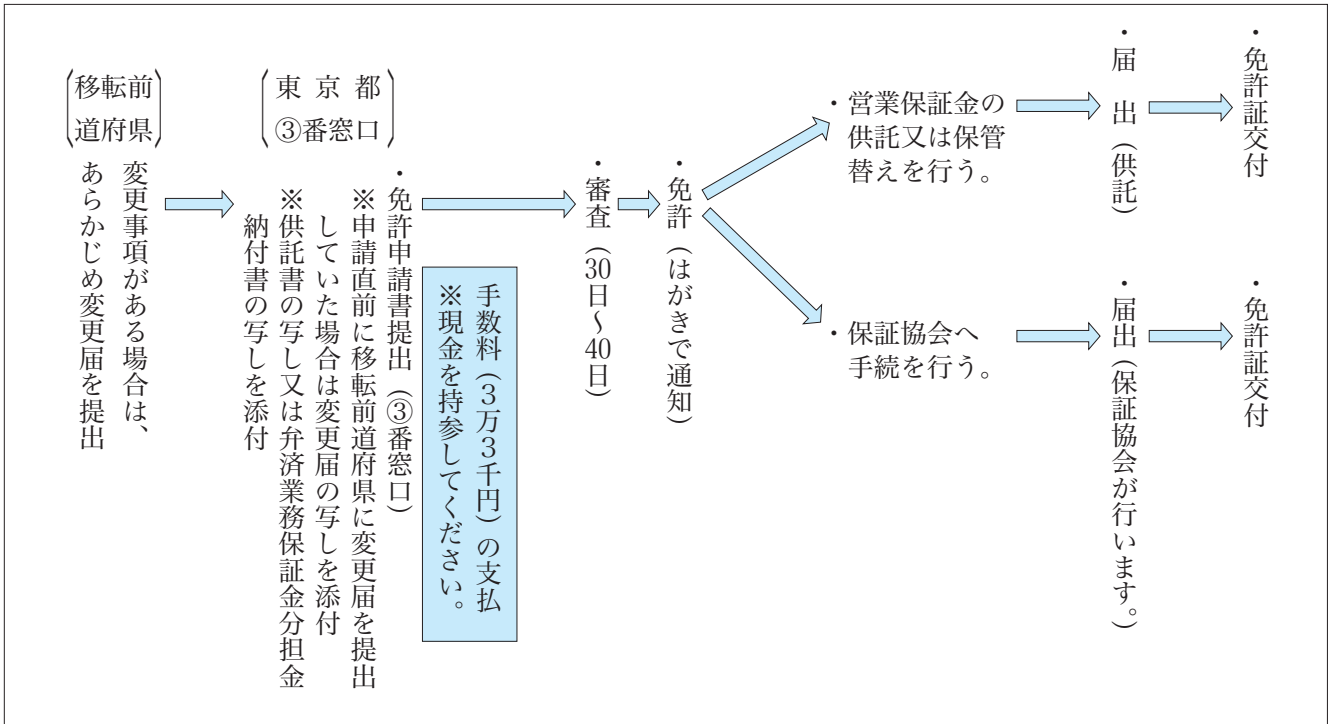 移転前
道府県
変更事項がある場合は、
あらかじめ変更届を提出
東京都
③番窓口
・免許申請書提出（③番窓口）
※申請直前に移転前道府県に変更届を提出
していた場合は変更届の写しを添付
※供託書の写し又は弁済業務保証金分担金
納付書の写しを添付
手数料（３万３千円）の支払
※現金を持参してください。
・審査（30日～40日）
・免許（はがきで通知）
・営業保証金の
供託又は保管
替えを行う。
・届　出（供託）
・免許証交付
・保証協会へ
手続を行う。
・届出（保証協会が行います。）
・免許証交付